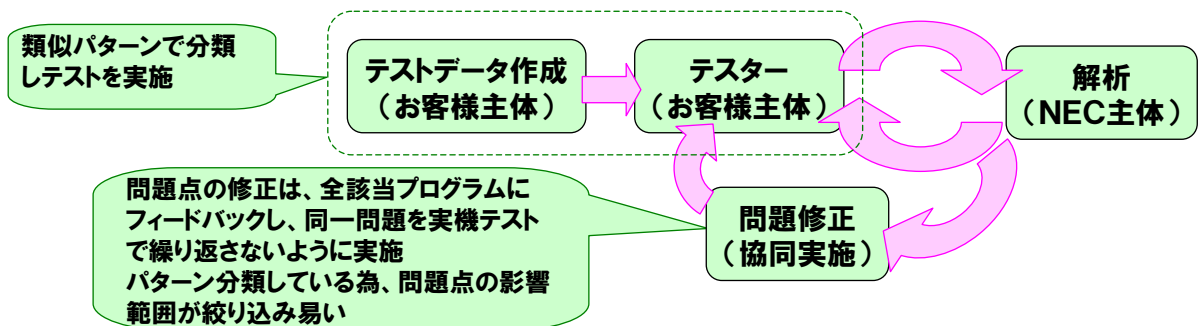 類似パターンで分類
しテストを実施
テストデータ作成
（お客様主体）
テスター
（お客様主体）
解析
（NEC主体）
問題点の修正は、全該当プログラムに
フィードバックし、同一問題を実機テスト
で繰り返さないように実施
パターン分類している為、問題点の影響
範囲が絞り込み易い
問題修正
（協同実施）